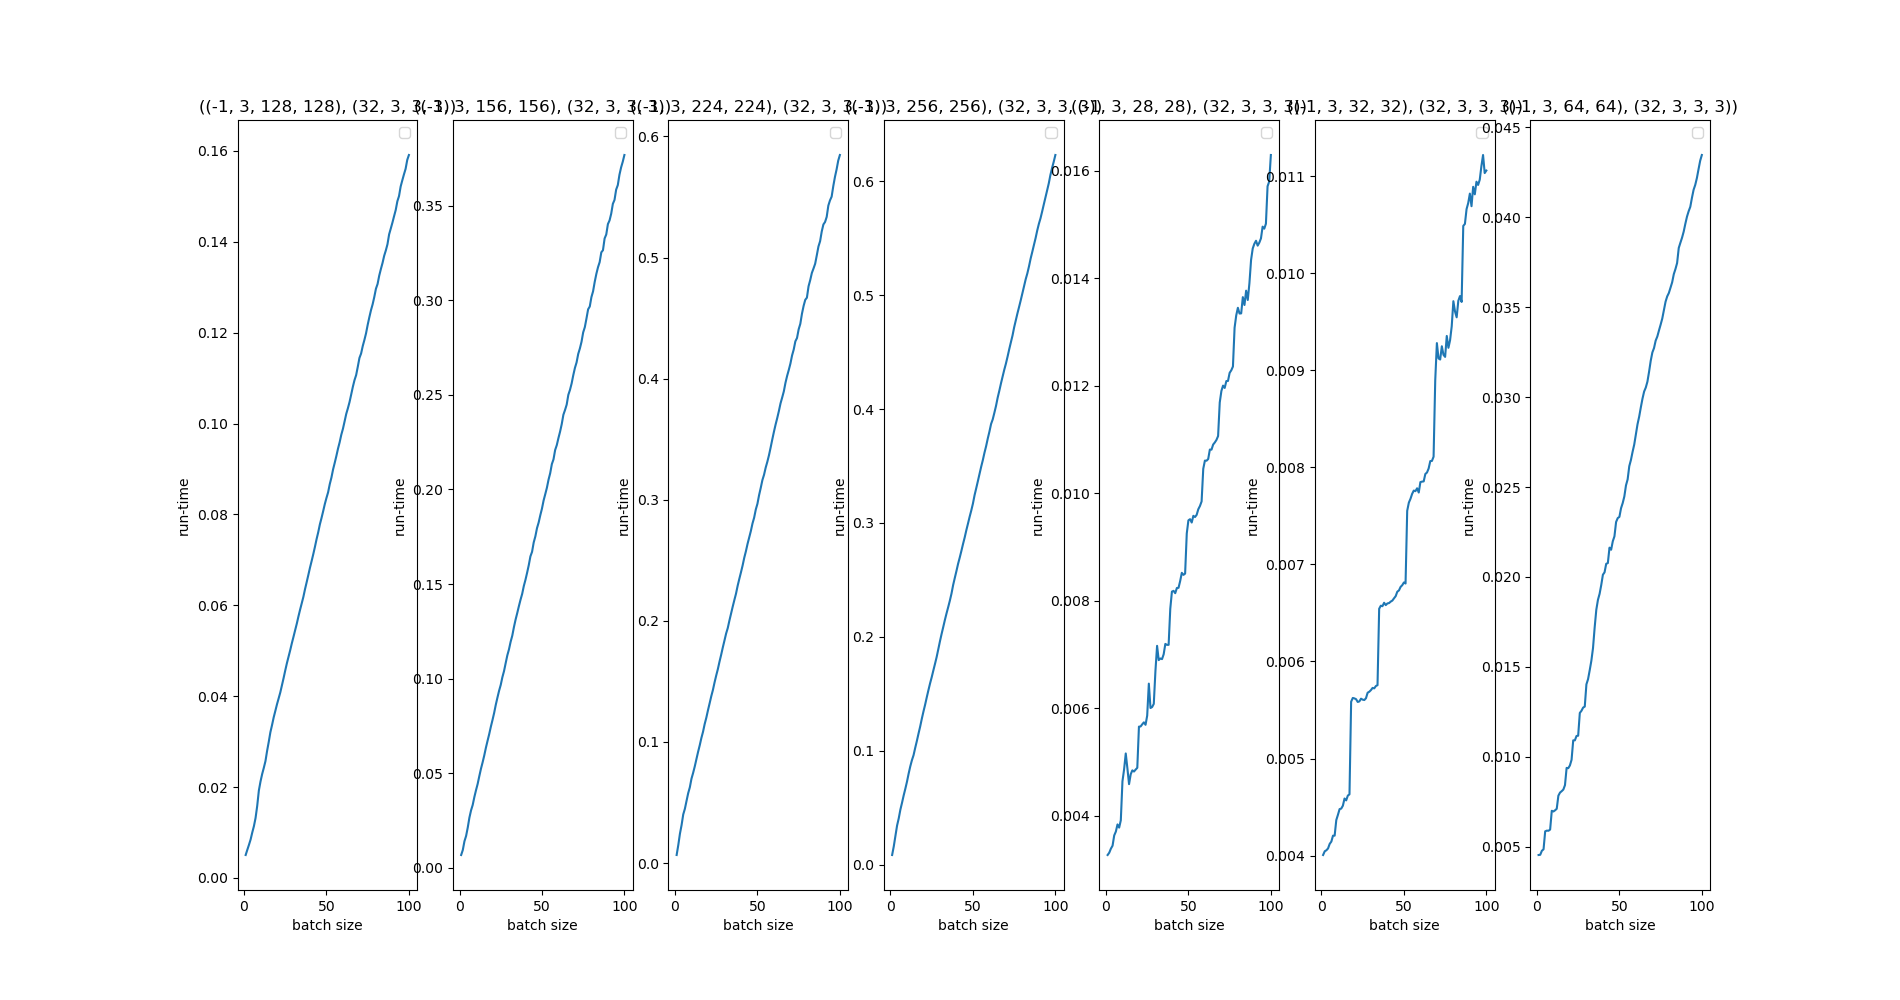 ((-1, 3, 128, 128), (32, 3, 3, 3))
((-1, 3, 156, 156), (32, 3, 3, 3))
((-1, 3, 224, 224), (32, 3, 3, 3))
((-1, 3, 256, 256), (32, 3, 3, 3))
((-1, 3, 28, 28), (32, 3, 3, 3))
((-1, 3, 32, 32), (32, 3, 3, 3))
((-1, 3, 64, 64), (32, 3, 3, 3))
run-time
0.16
0.14
0.12
0.10
0.08
0.06
0.04
0.02
0.00
0 50 100
batch size
run-time
0.35
0.30
0.25
0.20
0.15
0.10
0.05
0.00
0 50 100
batch size
run-time
0.6
0.5
0.4
0.3
0.2
0.1
0.0
0 50 100
batch size
run-time
0.6
0.5
0.4
0.3
0.2
0.1
0.0
0 50 100
batch size
run-time
0.016
0.014
0.012
0.010
0.008
0.006
0.004
0 50 100
batch size
run-time
0.011
0.010
0.009
0.008
0.007
0.006
0.005
0.004
0 50 100
batch size
run-time
0.045
0.040
0.035
0.030
0.025
0.020
0.015
0.010
0.005
0 50 100
batch size